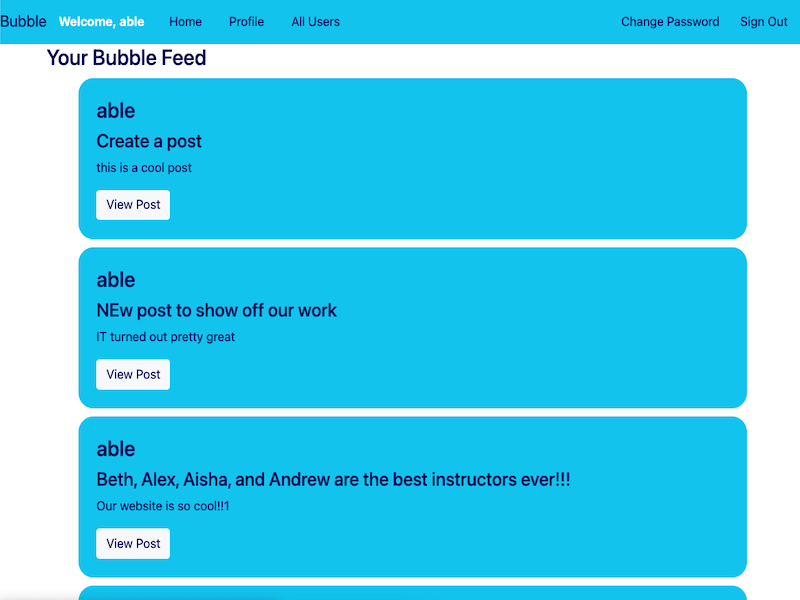 Bubble Welcome, able Home Profile All Users Change Password Sign Out
Your Bubble Feed
able
Create a post
this is a cool post
View Post
able
NEw post to show off our work
IT turned out pretty great
View Post
able
Beth, Alex, Aisha, and Andrew are the best instructors ever!!!
Our website is so cool!!1
View Post